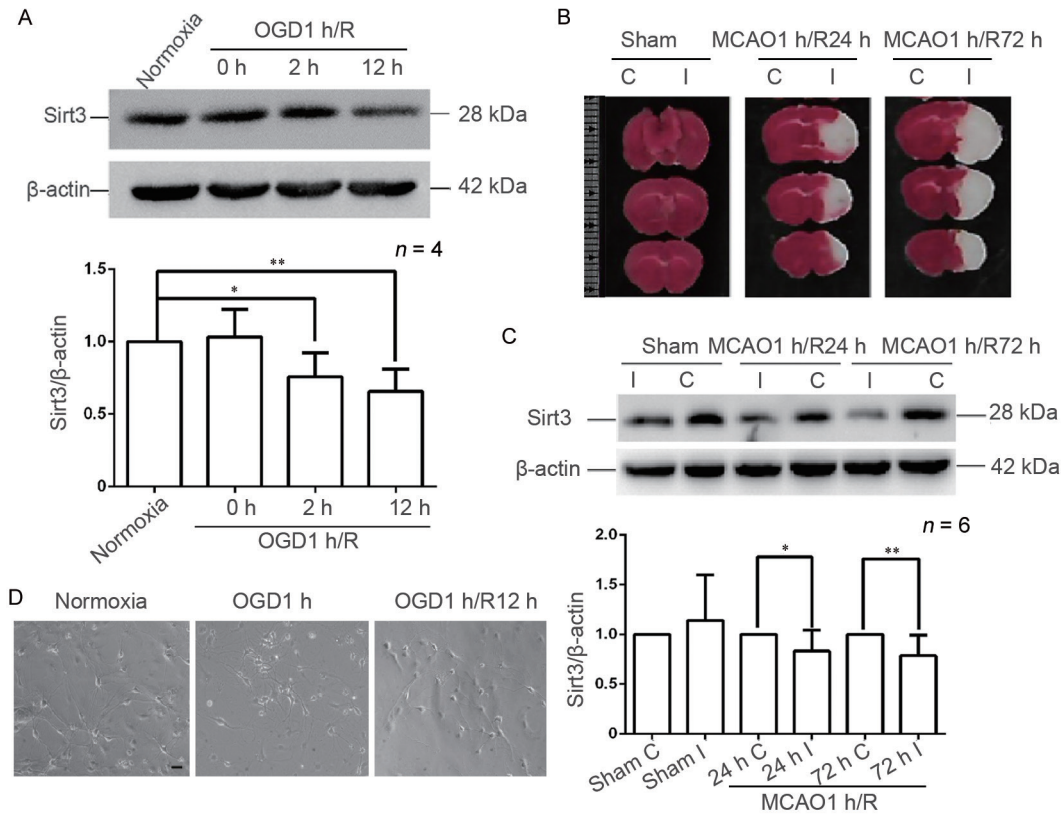 A
Normoxia
OGD1 h/R
0 h 2 h 12 h
Sirt3 28 kDa
β-actin 42 kDa
n = 4
**
*
1.5
1.0
0.5
0
Sirt3/β-actin
Normoxia
0 h 2 h 12 h
OGD1 h/R
B
Sham MCAO1 h/R24 h MCAO1 h/R72 h
C I C I C I
C
Sham MCAO1 h/R24 h MCAO1 h/R72 h
I C I C I C
Sirt3 28 kDa
β-actin 42 kDa
n = 6
* **
2.0
1.5
1.0
0.5
0.0
Sirt3/β-actin
Sham C Sham I 24 h C 24 h I 72 h C 72 h I
MCAO1 h/R
D
Normoxia OGD1 h OGD1 h/R12 h